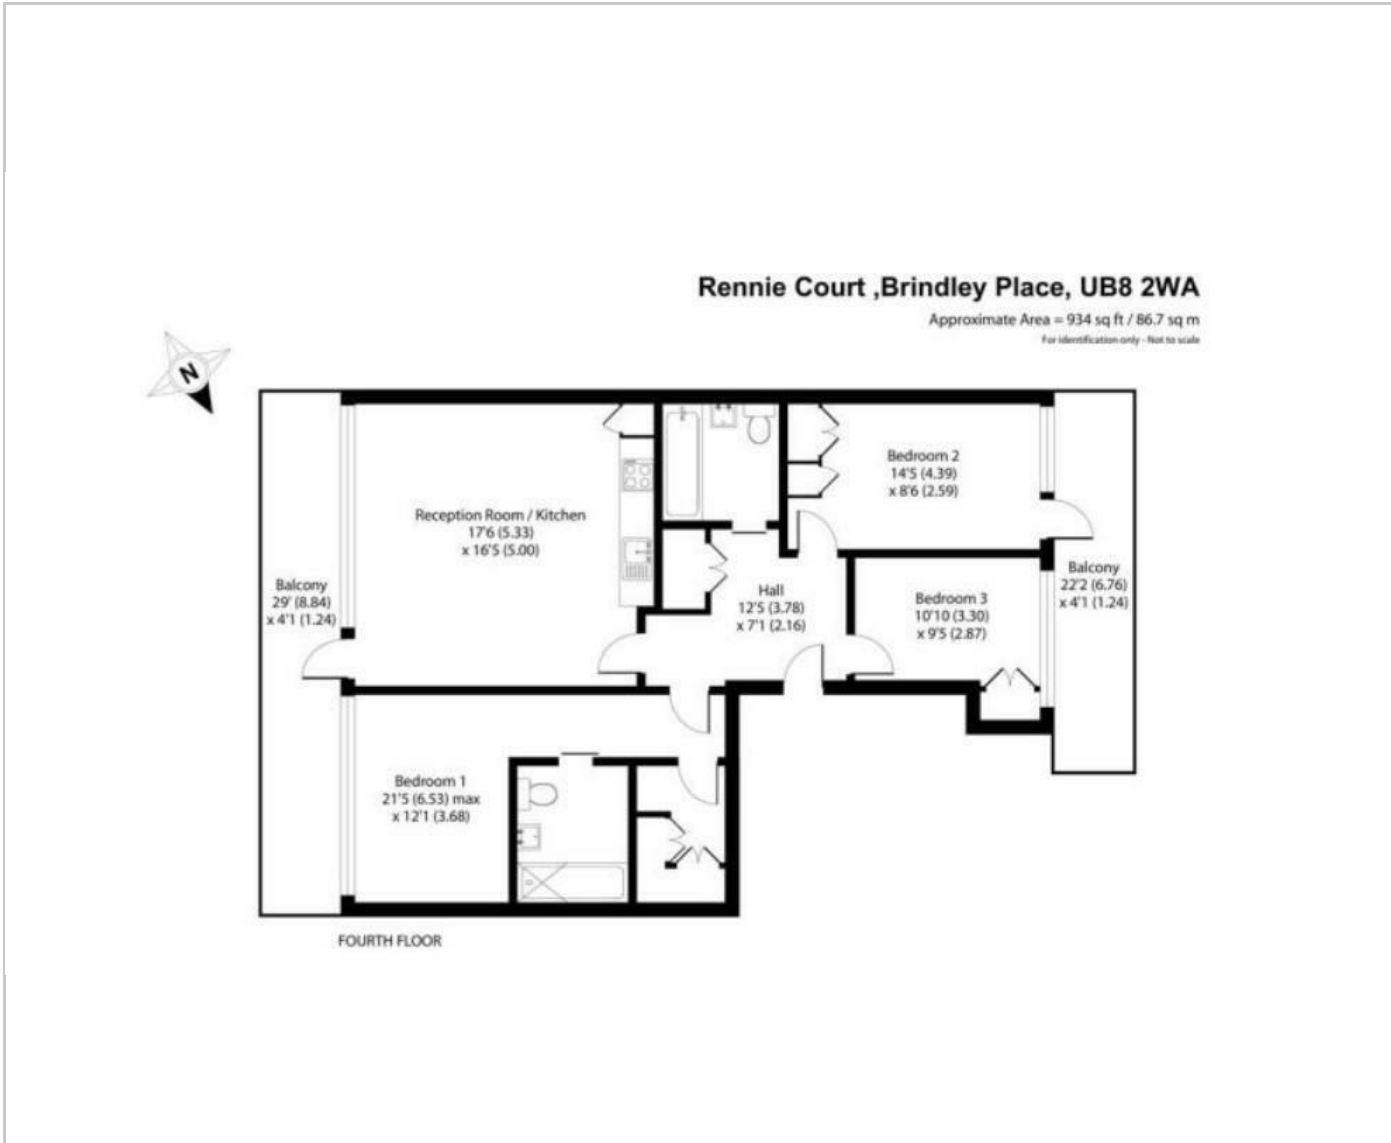 Rennie Court ,Brindley Place, UB8 2WA
Approximate Area = 934 sq ft / 86.7 sq m
For identification only - Not to scale
N
Bedroom 2
14'5 (4.39)
x 8'6 (2.59)
Reception Room / Kitchen
17'6 (5.33)
x 16'5 (5.00)
Balcony
29' (8.84)
x 4'1 (1.24)
Hall
12'5 (3.78)
x 7'1 (2.16)
Bedroom 3
10'10 (3.30)
x 9'5 (2.87)
Balcony
22'2 (6.76)
x 4'1 (1.24)
Bedroom 1
21'5 (6.53) max
x 12'1 (3.68)
FOURTH FLOOR